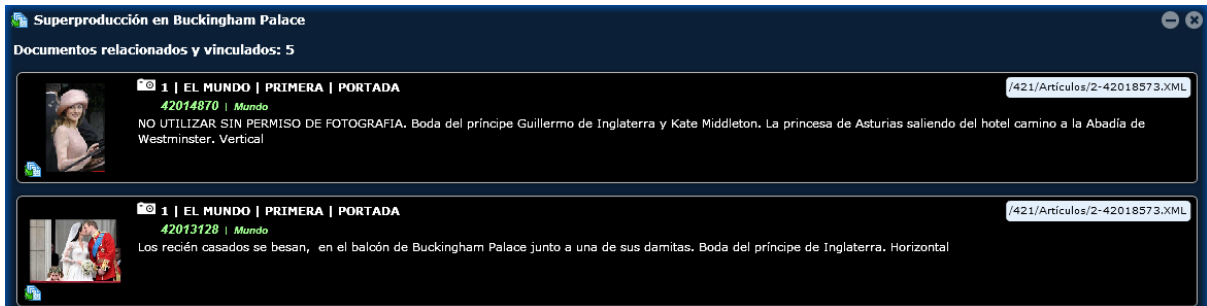 Superproducción en Buckingham Palace
Documentos relacionados y vinculados: 5
1 | EL MUNDO | PRIMERA | PORTADA
/421/Artículos/2-42018573.XML
42014870 | Mundo
NO UTILIZAR SIN PERMISO DE FOTOGRAFIA. Boda del príncipe Guillermo de Inglaterra y Kate Middleton. La princesa de Asturias saliendo del hotel camino a la Abadía de
Westminster. Vertical
1 | EL MUNDO | PRIMERA | PORTADA
/421/Artículos/2-42018573.XML
42013128 | Mundo
Los recién casados se besan, en el balcón de Buckingham Palace junto a una de sus damitas. Boda del príncipe de Inglaterra. Horizontal